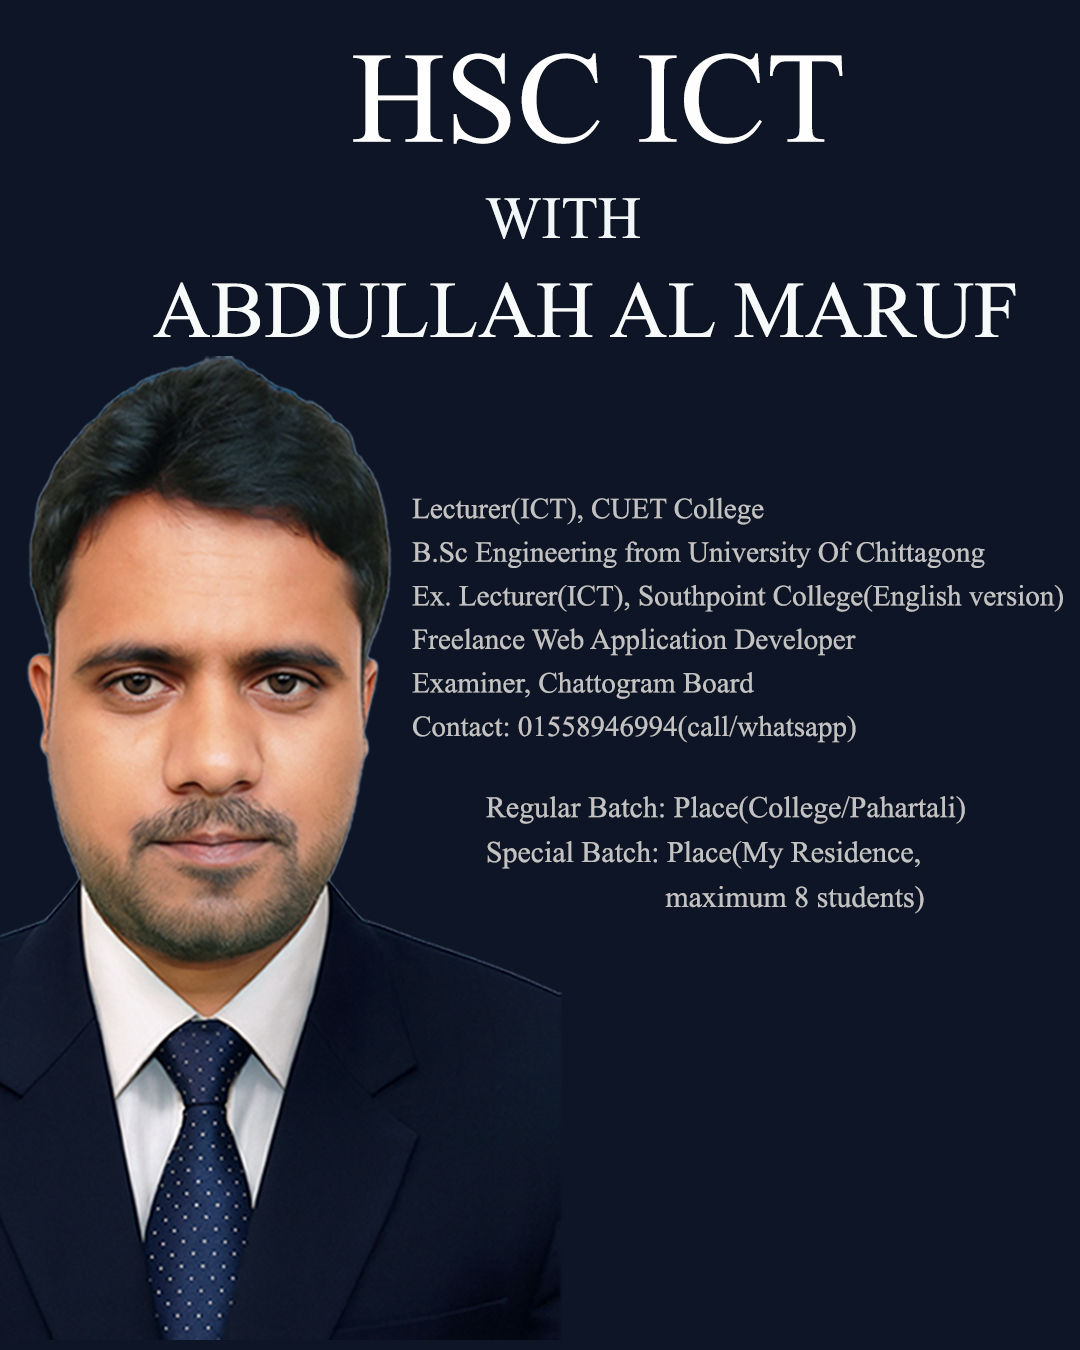 HSC ICT
WITH
ABDULLAH AL MARUF
Lecturer(ICT), CUET College
B.Sc Engineering from University Of Chittagong
Ex. Lecturer(ICT), Southpoint College(English version)
Freelance Web Application Developer
Examiner, Chattogram Board
Contact: 01558946994(call/whatsapp)
Regular Batch: Place(College/Pahartali)
Special Batch: Place(My Residence,
maximum 8 students)